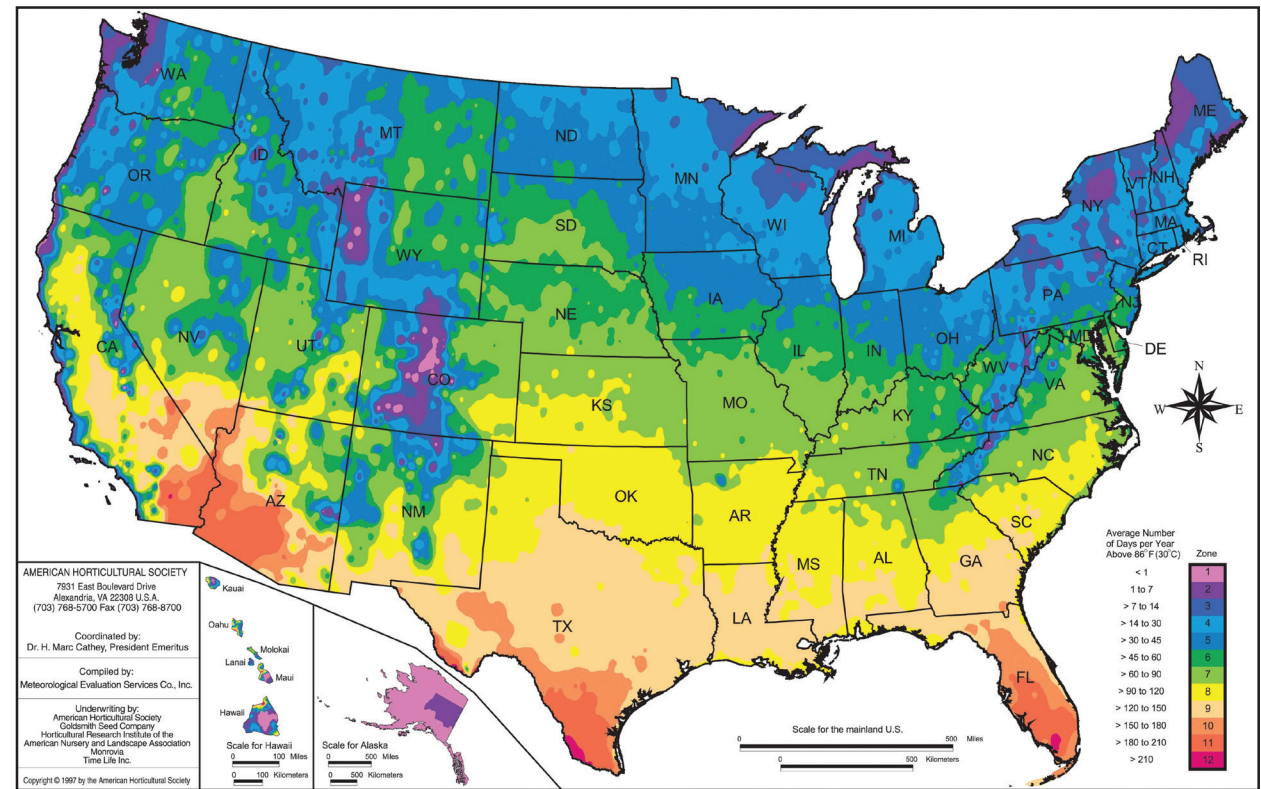 WA
MT
ND
MN
ME
OR
ID
SD
WI
MI
NY
VT
NH
MA
CT
RI
WY
IA
PA
NJ
NE
IL
IN
OH
MD
DE
WV
VA
CA
NV
UT
CO
KS
MO
KY
NC
TN
AZ
NM
OK
AR
SC
MS
AL
GA
TX
LA
FL
N
W
E
S
AMERICAN HORTICULTURAL SOCIETY
7931 East Boulevard Drive
Alexandria, VA 22308 U.S.A.
(703) 768-5700 Fax (703) 768-8700
Coordinated by:
Dr. H. Marc Cathey, President Emeritus
Compiled by:
Meteorological Evaluation Services Co., Inc.
Underwriting by:
American Horticultural Society
Goldsmith Seed Company
Horticultural Research Institute of the
American Nursery and Landscape Association
Monrovia
Time Life Inc.
Copyright © 1997 by the American Horticultural Society
Kauai
Oahu
Molokai
Lanai
Maui
Hawaii
Scale for Hawaii
0 100 Miles
0 100 Kilometers
Scale for Alaska
0 500 Miles
0 500 Kilometers
Scale for the mainland U.S.
0 500 Miles
0 500 Kilometers
Average Number
of Days per Year
Above 86°F (30°C) Zone
< 1 1
1 to 7 2
> 7 to 14 3
> 14 to 30 4
> 30 to 45 5
> 45 to 60 6
> 60 to 90 7
> 90 to 120 8
> 120 to 150 9
> 150 to 180 10
> 180 to 210 11
> 210 12